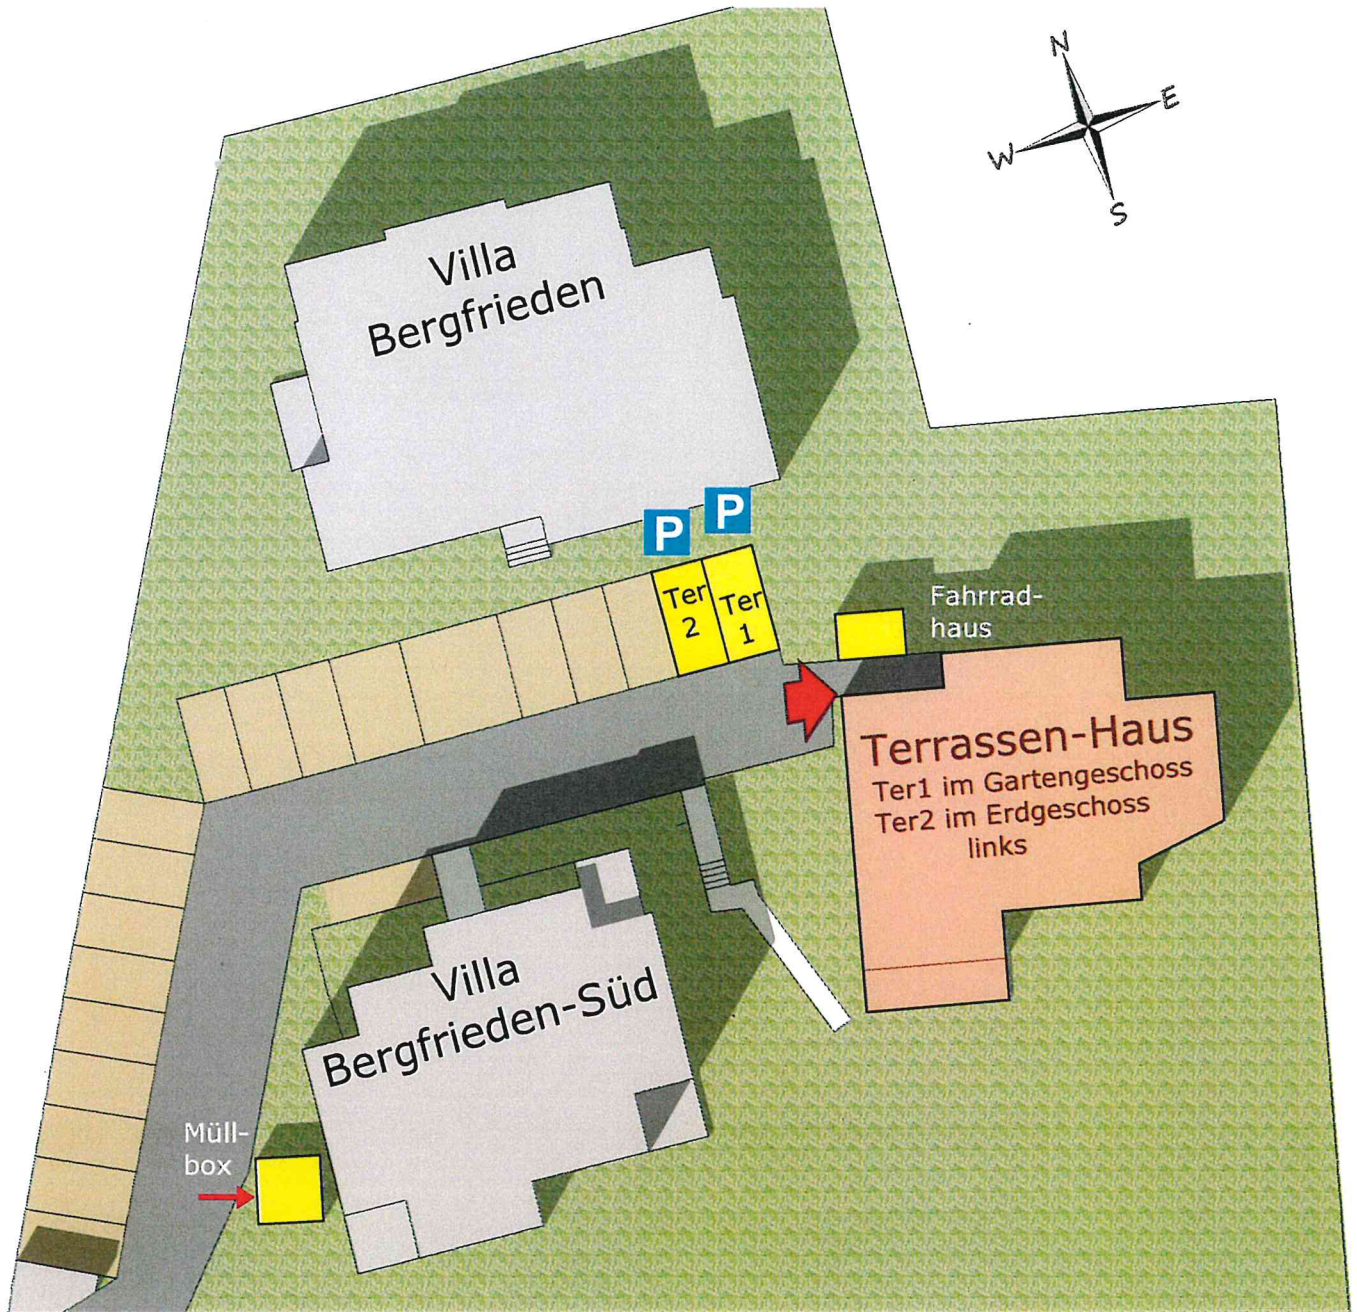 N
E
W
S
Villa
Bergfrieden
P
P
Ter
2
Ter
1
Fahrrad-
haus
Terrassen-Haus
Ter1 im Gartengeschoss
Ter2 im Erdgeschoss
links
Villa
Bergfrieden-Süd
Müll-
box